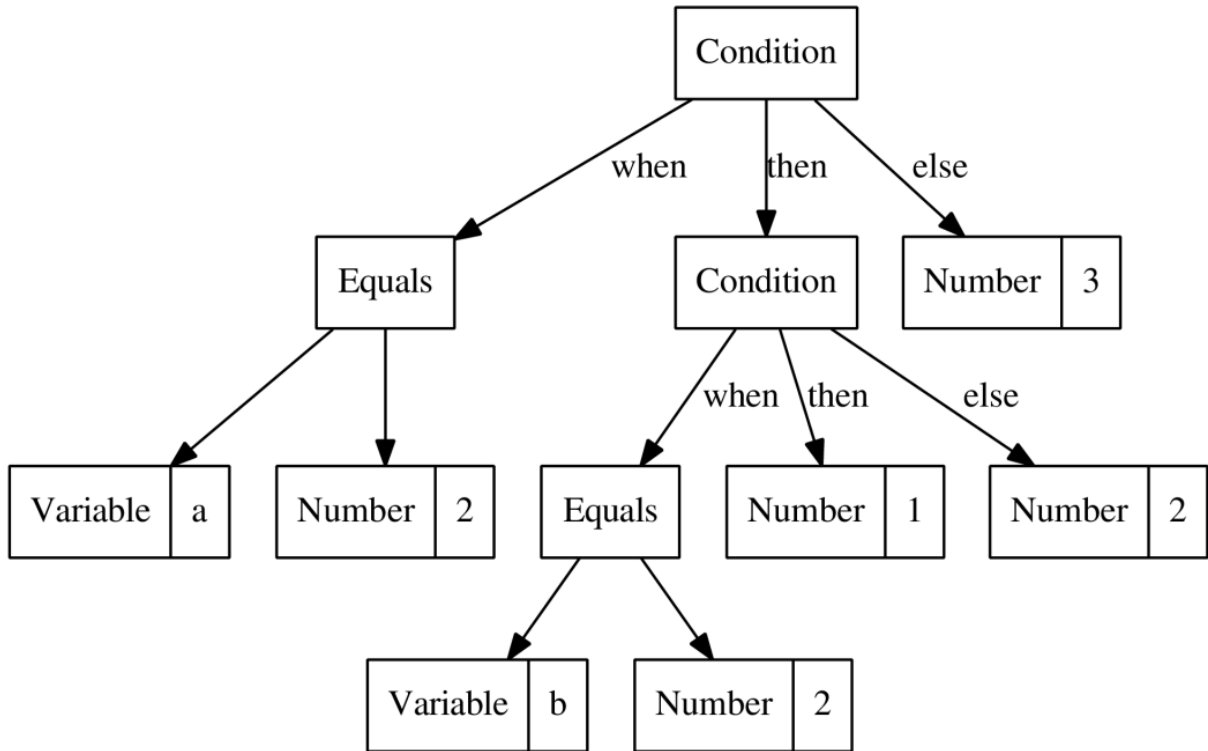 Condition
when then else
Equals Condition Number 3
when then else
Variable a Number 2 Equals Number 1 Number 2
Variable b Number 2